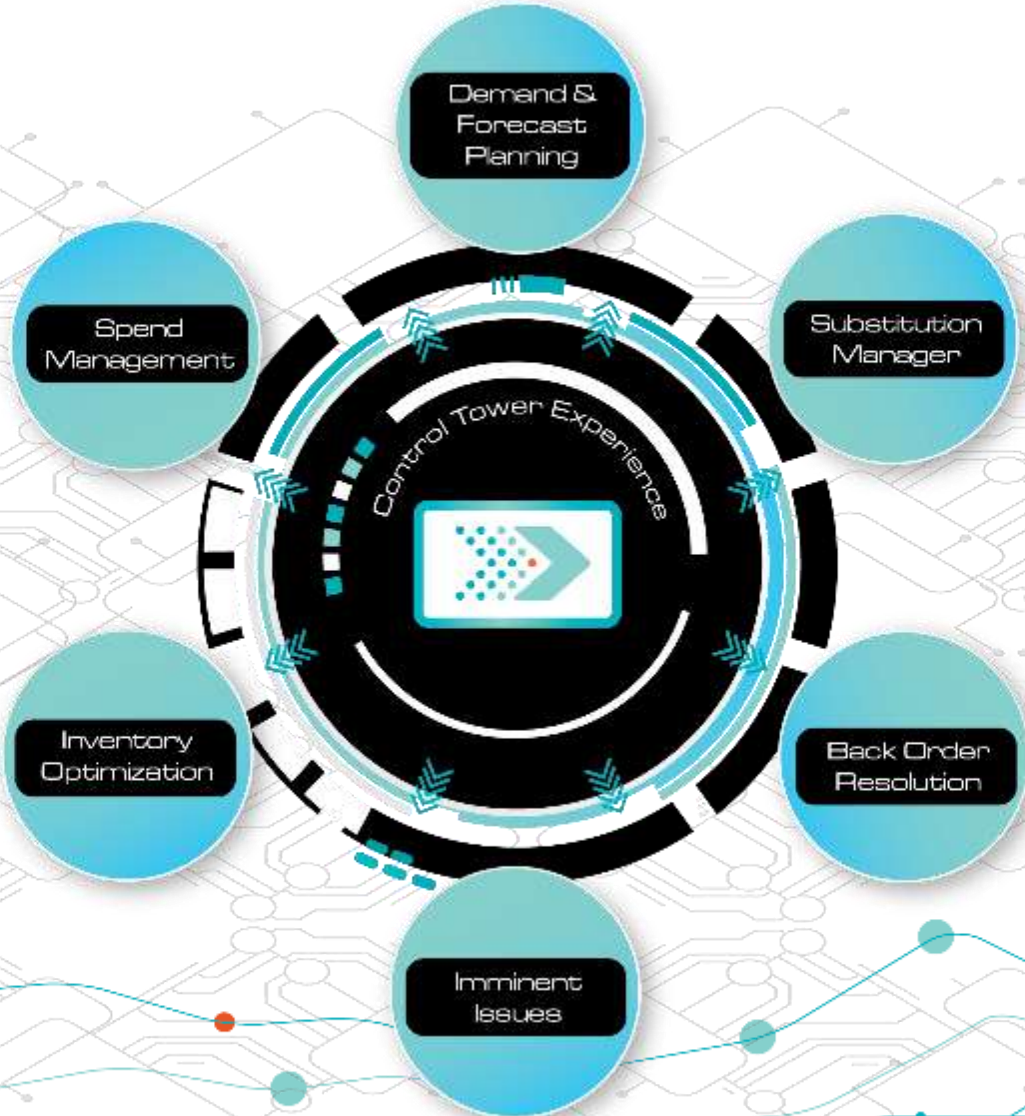 Demand &
Forecast
Planning
Spend
Management
Substitution
Manager
Control Tower Experience
Inventory
Optimization
Back Order
Resolution
Imminent
Issues